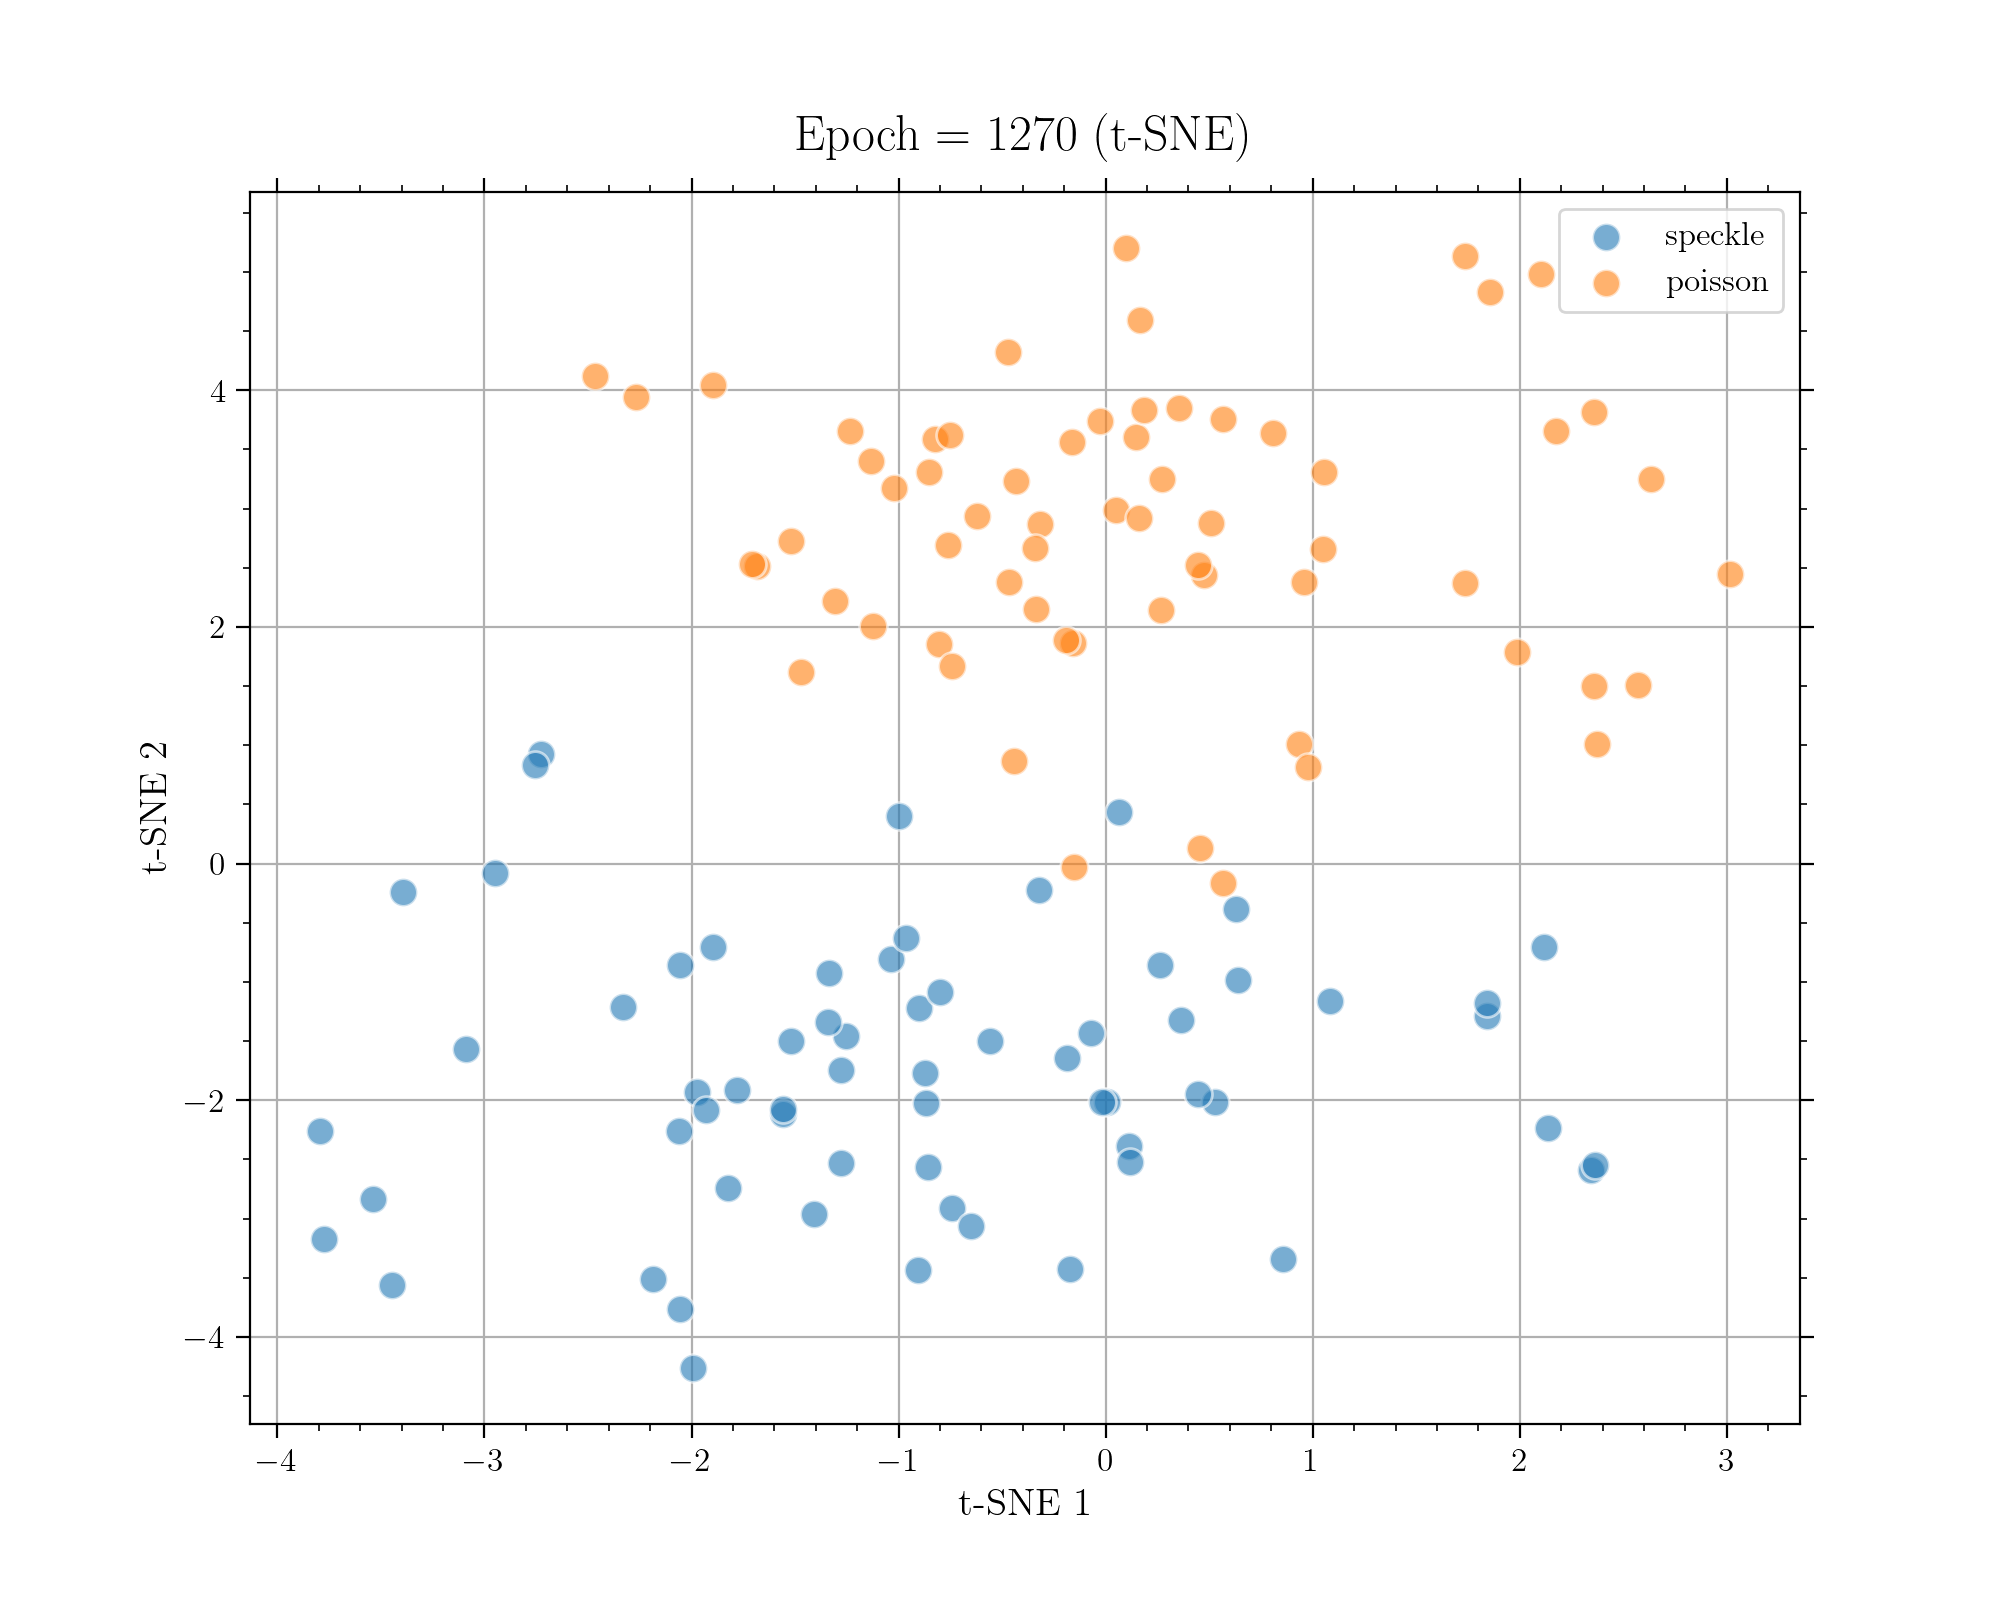 Epoch = 1270 (t-SNE)
speckle
poisson
4
2
0
−2
−4
t-SNE 2
−4 −3 −2 −1 0 1 2 3
t-SNE 1